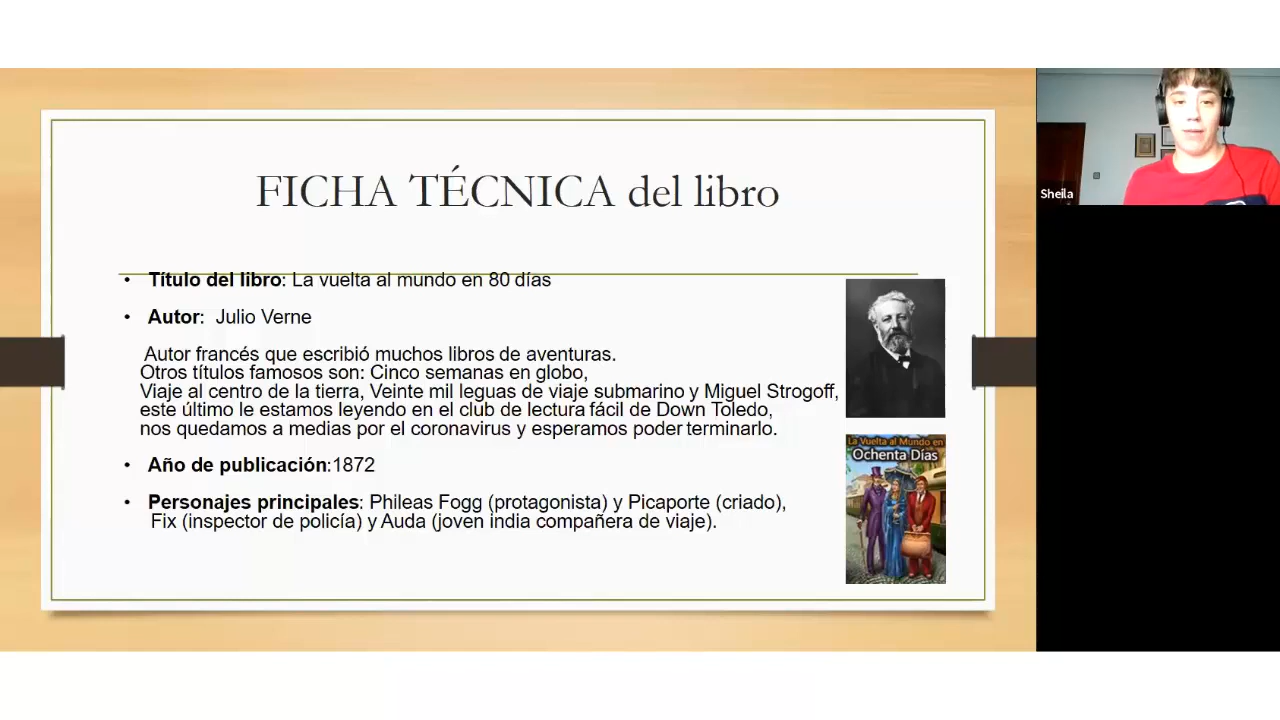 FICHA TÉCNICA del libro
• Título del libro: La vuelta al mundo en 80 días
• Autor: Julio Verne
Autor francés que escribió muchos libros de aventuras.
Otros títulos famosos son: Cinco semanas en globo,
Viaje al centro de la tierra, Veinte mil leguas de viaje submarino y Miguel Strogoff,
este último le estamos leyendo en el club de lectura fácil de Down Toledo,
nos quedamos a medias por el coronavirus y esperamos poder terminarlo.
• Año de publicación:1872
• Personajes principales: Phileas Fogg (protagonista) y Picaporte (criado),
Fix (inspector de policía) y Auda (joven india compañera de viaje).
La Vuelta al Mundo en
Ochenta Días
Sheila